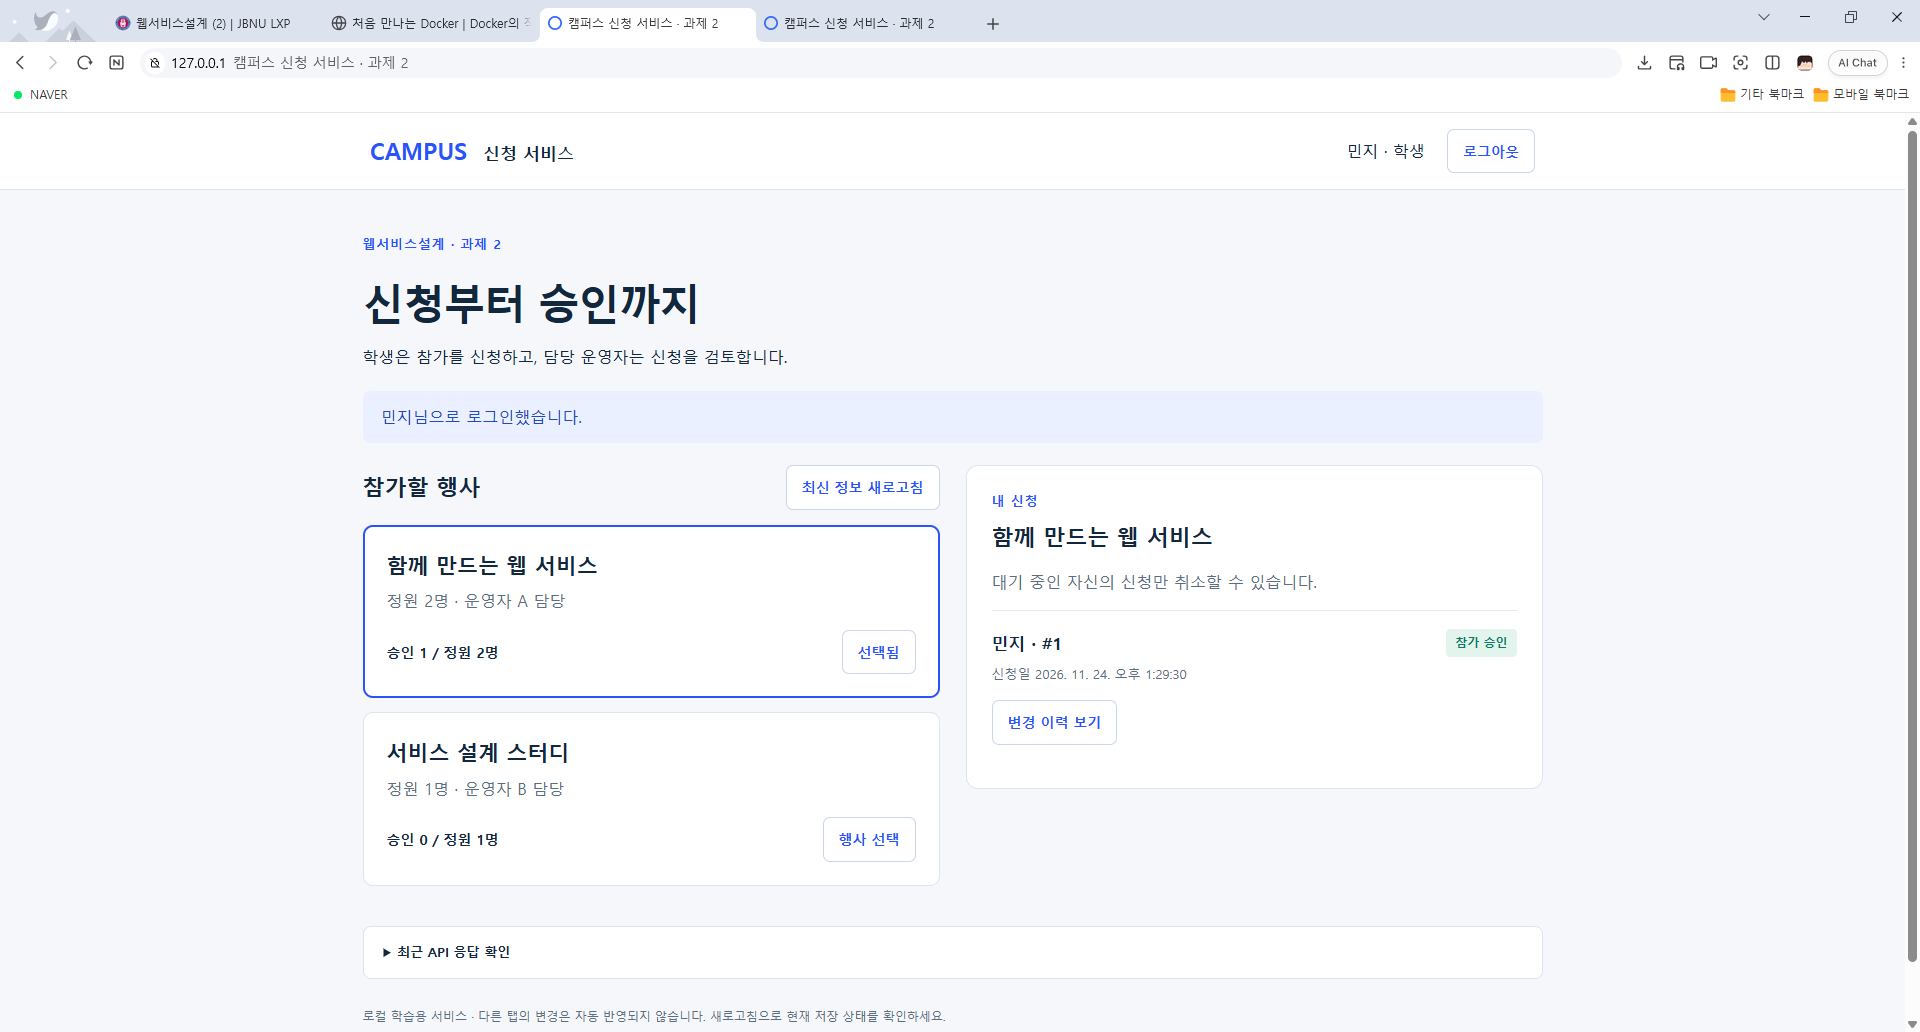 웹서비스설계 (2) | JBNU LXP
처음 만나는 Docker | Docker의
캠퍼스 신청 서비스 · 과제 2
캠퍼스 신청 서비스 · 과제 2
127.0.0.1 캠퍼스 신청 서비스 · 과제 2
AI Chat
NAVER
기타 북마크
모바일 북마크
CAMPUS 신청 서비스
민지 · 학생
로그아웃
웹서비스설계 · 과제 2
신청부터 승인까지
학생은 참가를 신청하고, 담당 운영자는 신청을 검토합니다.
민지님으로 로그인했습니다.
참가할 행사
최신 정보 새로고침
함께 만드는 웹 서비스
정원 2명 · 운영자 A 담당
승인 1 / 정원 2명
선택됨
서비스 설계 스터디
정원 1명 · 운영자 B 담당
승인 0 / 정원 1명
행사 선택
내 신청
함께 만드는 웹 서비스
대기 중인 자신의 신청만 취소할 수 있습니다.
민지 · #1
참가 승인
신청일 2026. 11. 24. 오후 1:29:30
변경 이력 보기
▶ 최근 API 응답 확인
로컬 학습용 서비스 · 다른 탭의 변경은 자동 반영되지 않습니다. 새로고침으로 현재 저장 상태를 확인하세요.